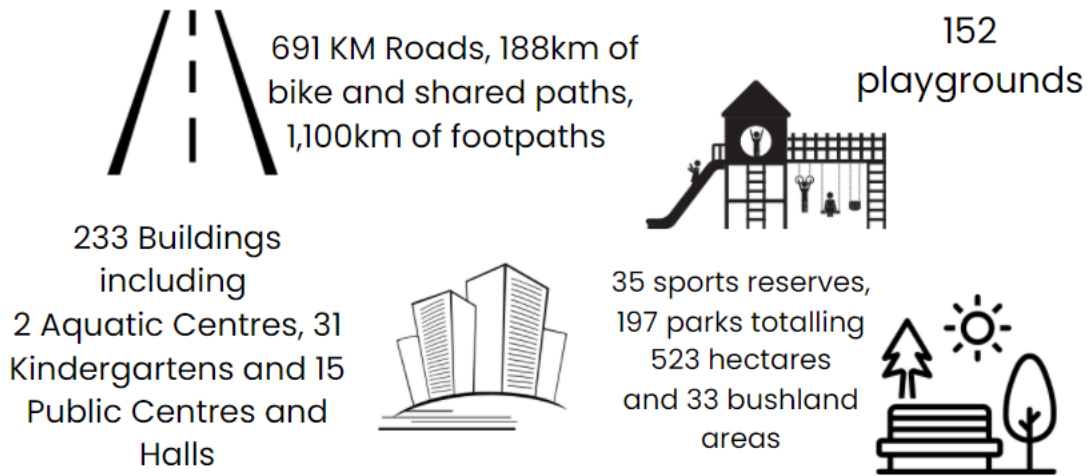 691 KM Roads, 188km of
bike and shared paths,
1,100km of footpaths
152
playgrounds
233 Buildings
including
2 Aquatic Centres, 31
Kindergartens and 15
Public Centres and
Halls
35 sports reserves,
197 parks totalling
523 hectares
and 33 bushland
areas